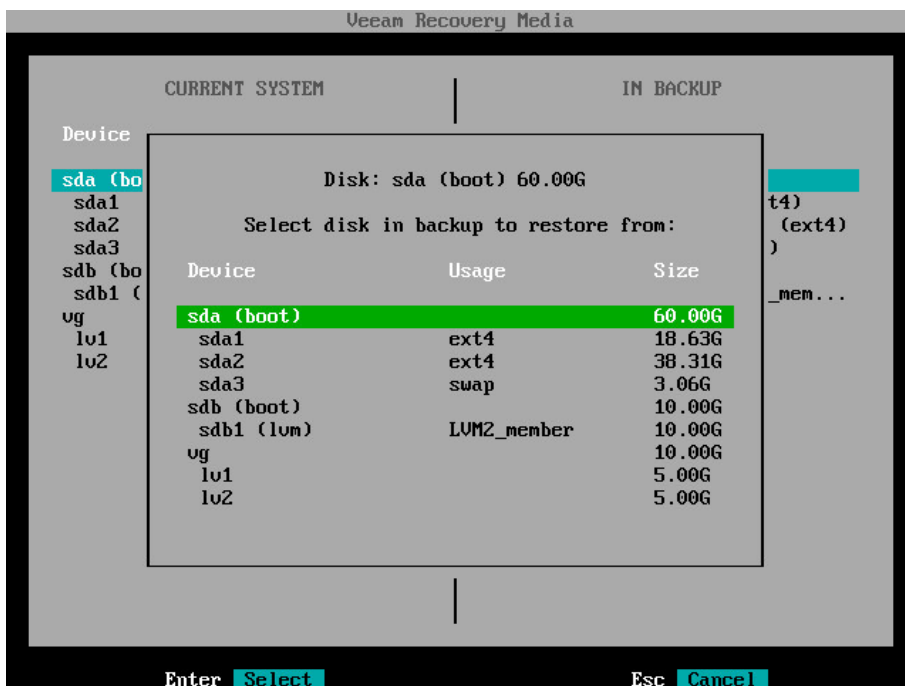 Veeam Recovery Media
CURRENT SYSTEM IN BACKUP
Device
Disk: sda (boot) 60.00G
sda (bo
sda1 t4)
sda2 Select disk in backup to restore from: (ext4)
sda3 )
sdb (bo Device Usage Size
sdb1 ( _mem...
vg sda (boot) 60.00G
lv1 sda1 ext4 18.63G
lv2 sda2 ext4 38.31G
sda3 swap 3.06G
sdb (boot) 10.00G
sdb1 (lvm) LVM2_member 10.00G
vg 10.00G
lv1 5.00G
lv2 5.00G
Enter Select Esc Cancel